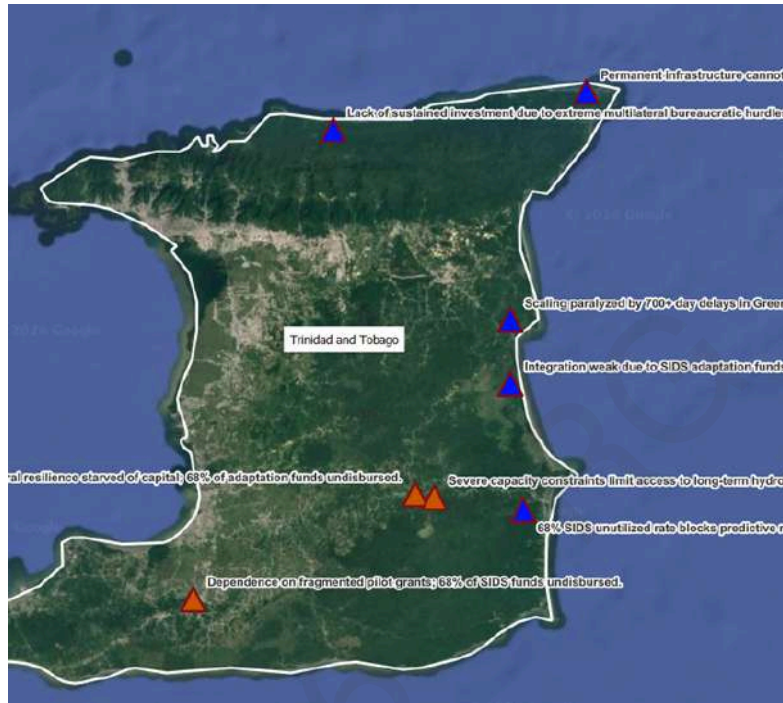 Permanent infrastructure cannot
Lack of sustained investment due to extreme multilateral bureaucratic hurdles
Scaling paralyzed by 700+ day delays in Green
Trinidad and Tobago
Integration weak due to SIDS adaptation funds
ral resilience starved of capital; 68% of adaptation funds undisbursed.
Severe capacity constraints limit access to long-term hydro
68% SIDS unutilized rate blocks predictive
Dependence on fragmented pilot grants; 68% of SIDS funds undisbursed.